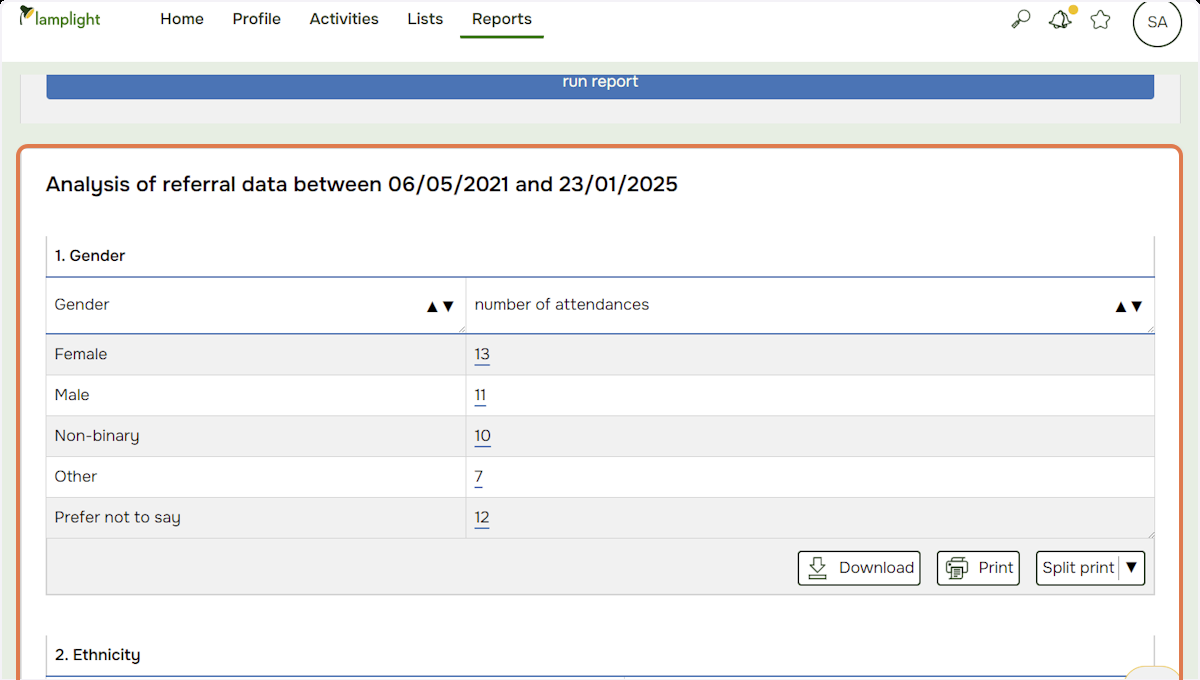 lamplight Home Profile Activities Lists Reports SA
run report
Analysis of referral data between 06/05/2021 and 23/01/2025
1. Gender
Gender ▲▼ number of attendances ▲▼
Female 13
Male 11
Non-binary 10
Other 7
Prefer not to say 12
Download Print Split print ▼
2. Ethnicity